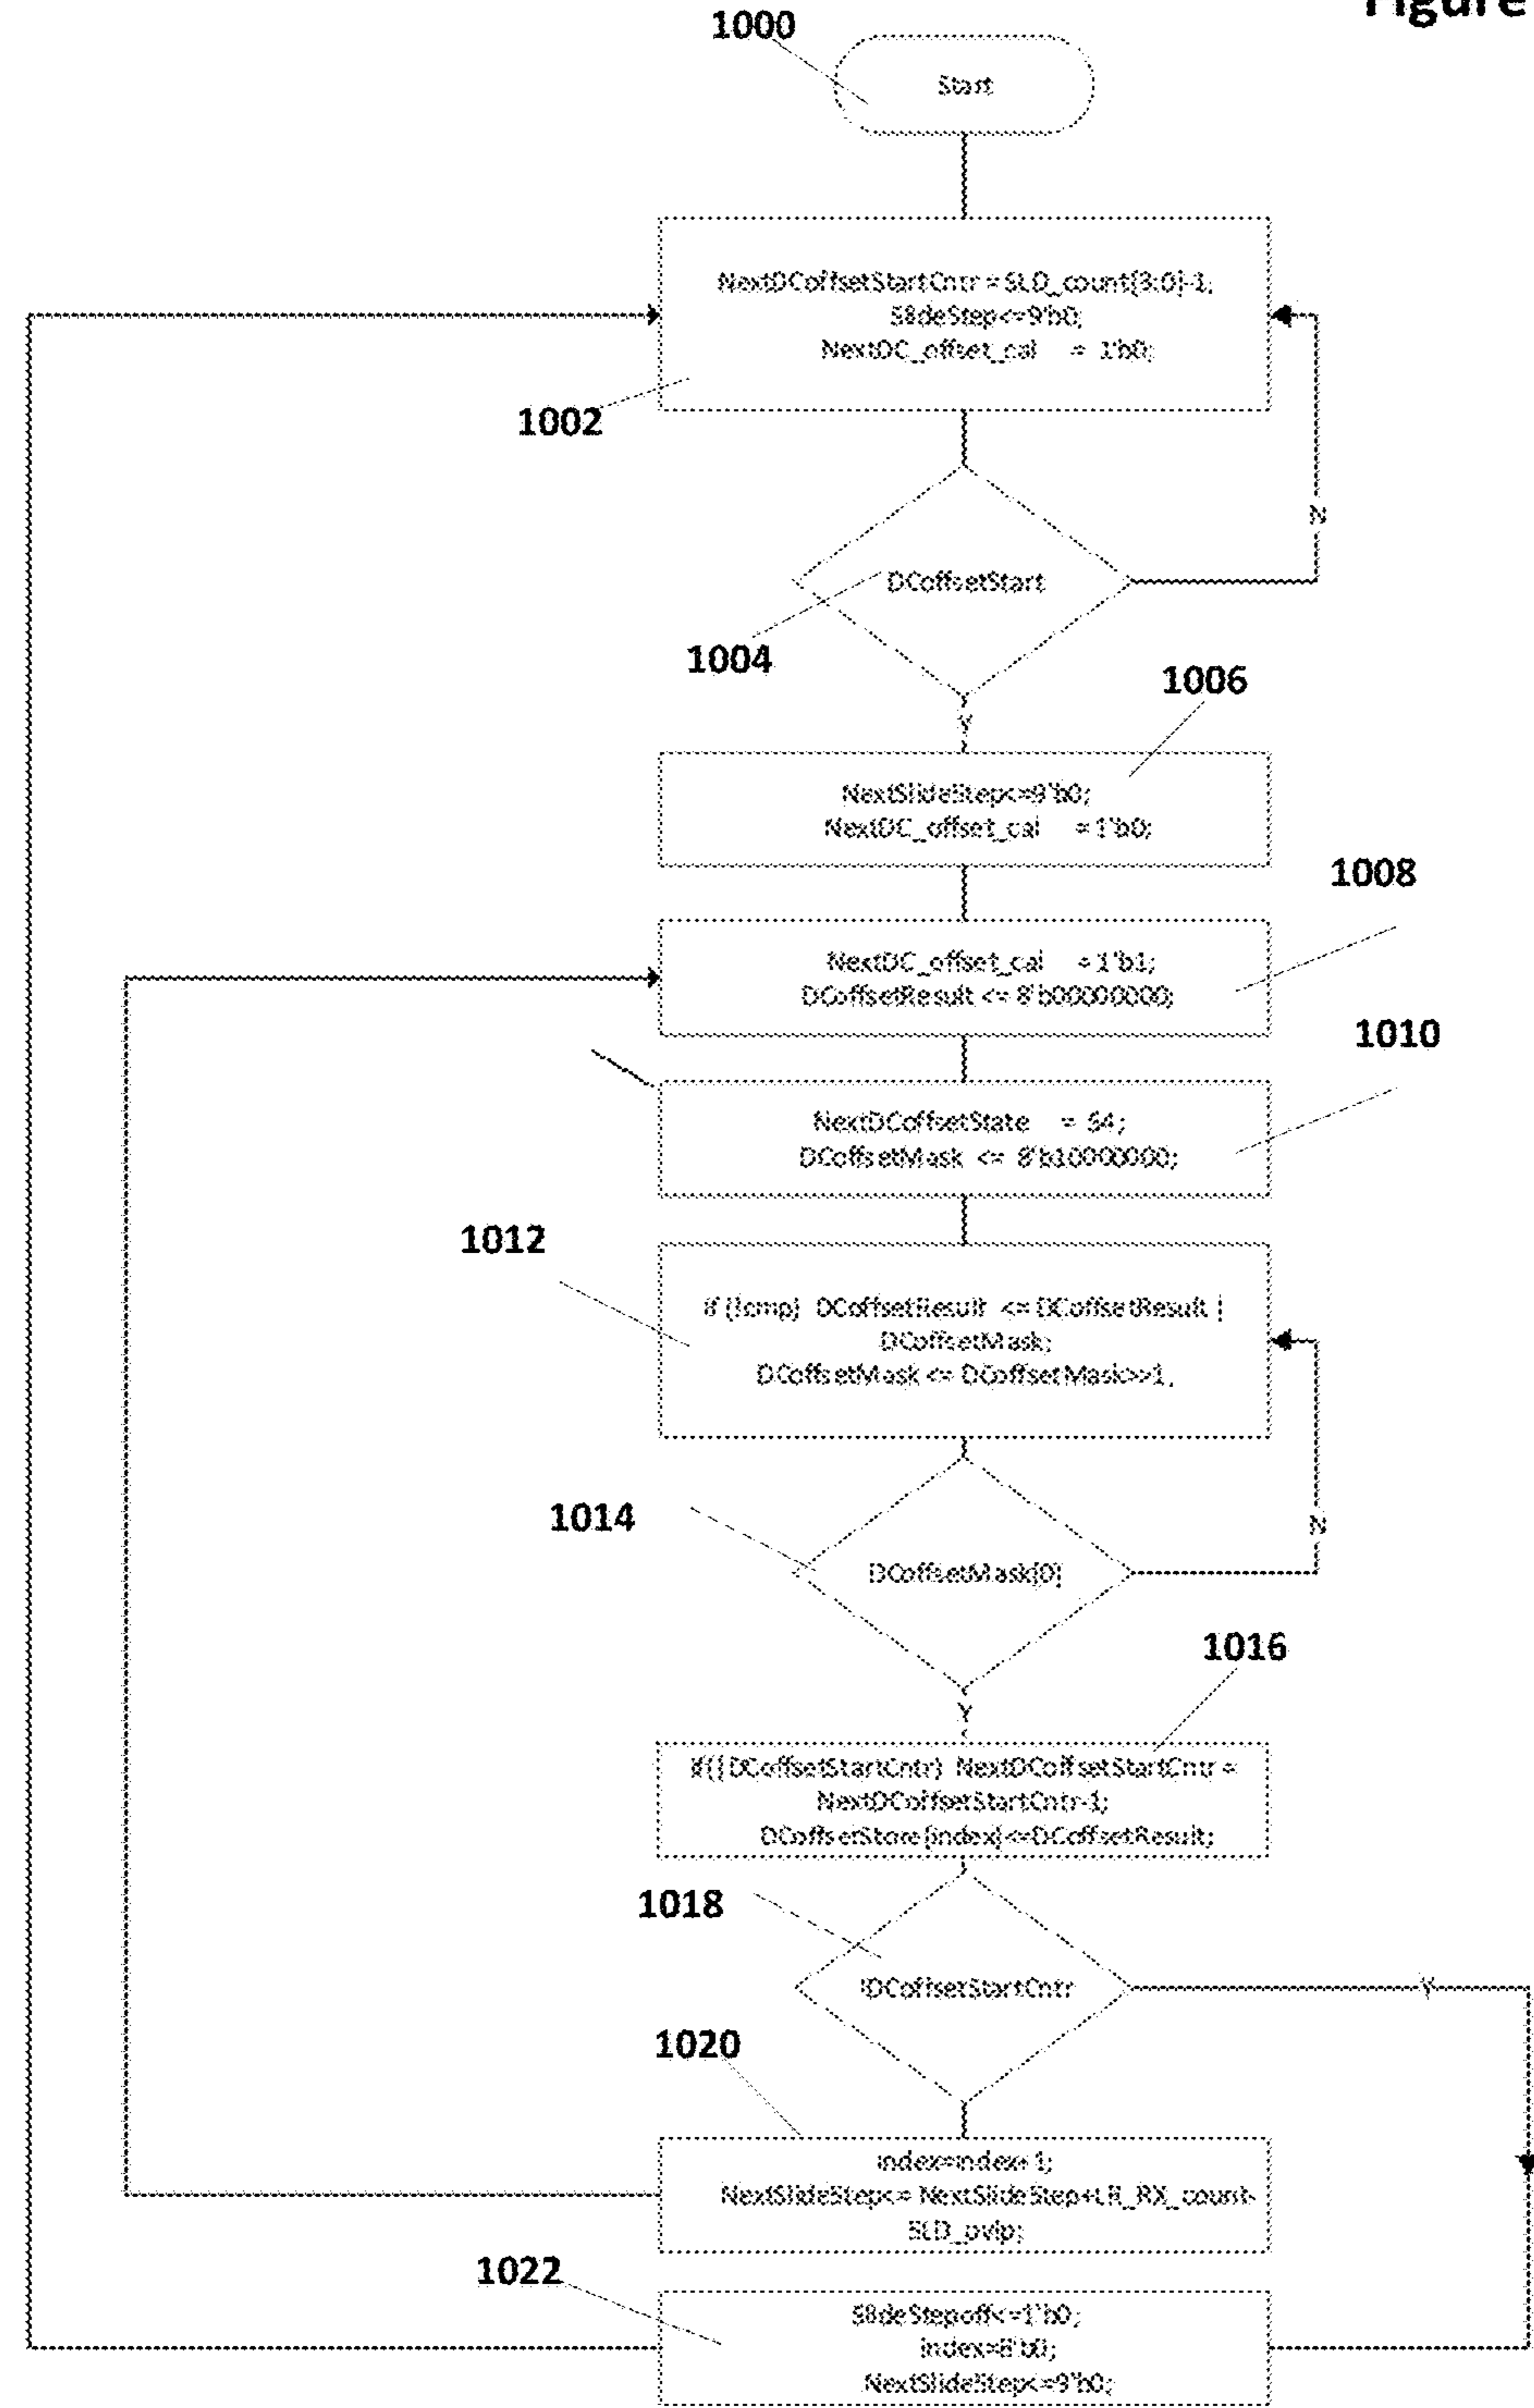 Figure
1000
Start
NextDCoffsetStartCntr = SLD_count[3:0]-1;
SlideStep<=9'b0;
NextDC_offset_cal = 1'b0;
1002
N
DCoffsetStart
1004
1006
Y
NextSlideStep<=9'b0;
NextDC_offset_cal = 1'b0;
1008
NextDC_offset_cal = 1'b1;
DCoffsetResult <= 8'b00000000;
1010
NextDCoffsetState = S4;
DCoffsetMask <= 8'b10000000;
1012
if (!cmp) DCoffsetResult <= DCoffsetResult |
DCoffsetMask;
DCoffsetMask <= DCoffsetMask>>1.
1014
N
DCoffsetMask[0]
1016
Y
if(|DCoffsetStartCntr) NextDCoffsetStartCntr =
NextDCoffsetStartCntr-1;
DCoffsetStore[index]<=DCoffsetResult;
1018
!DCoffsetStartCntr
Y
1020
index=index+1;
NextSlideStep<= NextSlideStep+LR_RX_count-
SLD_ovlp;
1022
SlideStepoff<=1'b0;
index=8'b0;
NextSlideStep<=9'b0;